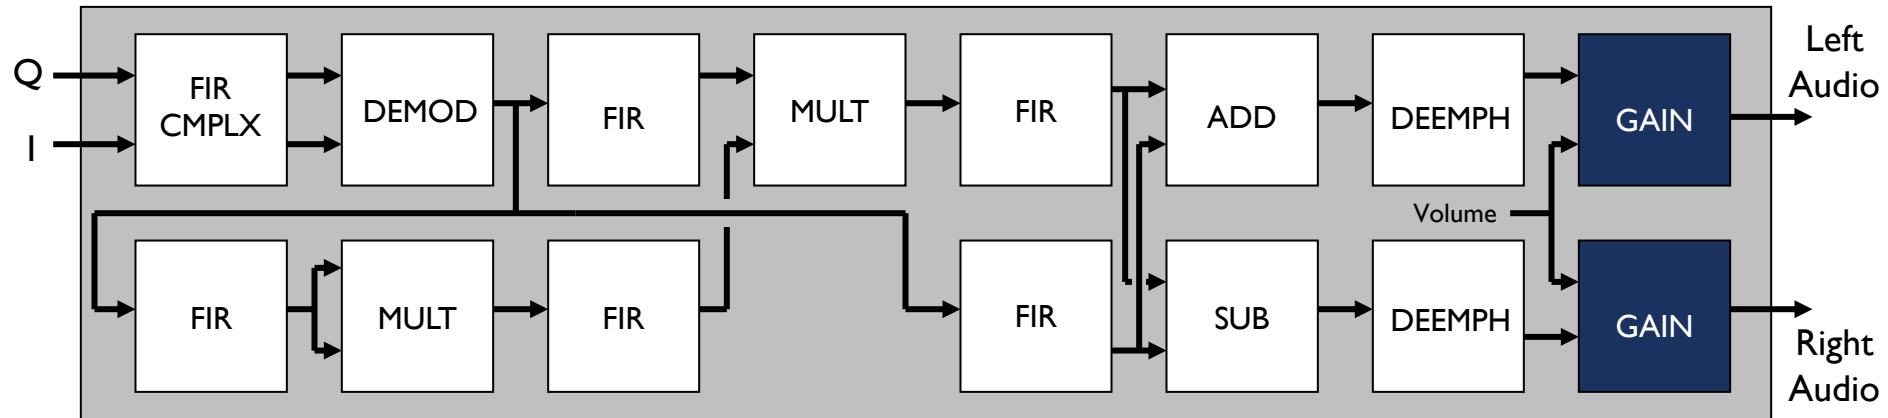 Q
I
FIR
CMPLX
DEMOD
FIR
MULT
FIR
ADD
DEEMPH
GAIN
Left
Audio
Volume
FIR
MULT
FIR
FIR
SUB
DEEMPH
GAIN
Right
Audio